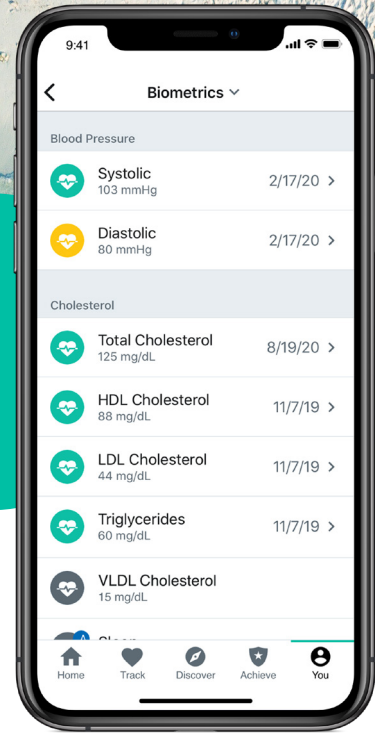 9:41
Biometrics
Blood Pressure
Systolic
103 mmHg
2/17/20
Diastolic
80 mmHg
2/17/20
Cholesterol
Total Cholesterol
125 mg/dL
8/19/20
HDL Cholesterol
88 mg/dL
11/7/19
LDL Cholesterol
44 mg/dL
11/7/19
Triglycerides
60 mg/dL
11/7/19
VLDL Cholesterol
15 mg/dL
Home
Track
Discover
Achieve
You